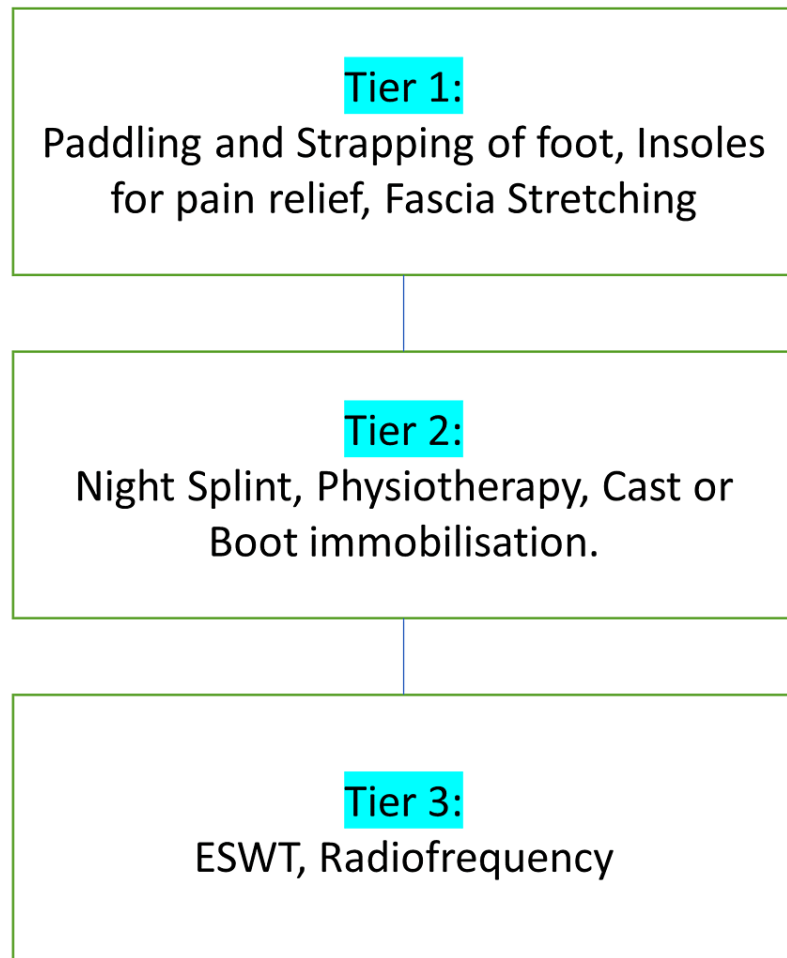 Tier 1:
Paddling and Strapping of foot, Insoles
for pain relief, Fascia Stretching
Tier 2:
Night Splint, Physiotherapy, Cast or
Boot immobilisation.
Tier 3:
ESWT, Radiofrequency